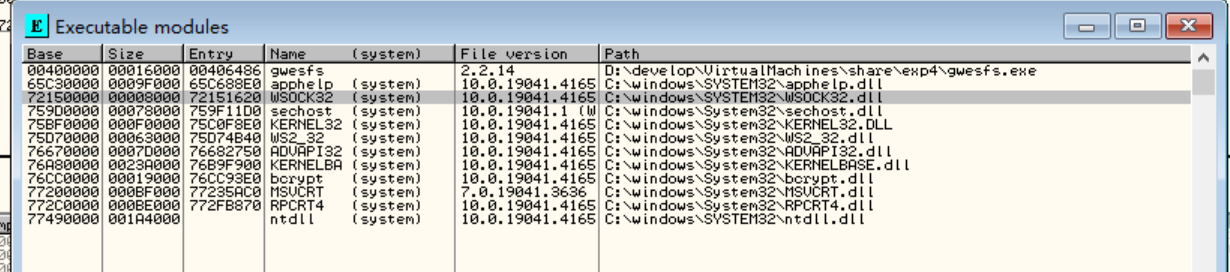 E Executable modules
Base Size Entry Name (system) File version Path
00400000 00016000 00406486 gwesfs 2.2.14 D:\develop\VirtualMachines\share\exp4\gwesfs.exe
65C30000 0009F000 65C688E0 apphelp (system) 10.0.19041.4165 C:\windows\SYSTEM32\apphelp.dll
72150000 00008000 72151620 WSOCK32 (system) 10.0.19041.4165 C:\windows\SYSTEM32\WSOCK32.dll
759D0000 00078000 759F11D0 sechost (system) 10.0.19041.1 (W C:\windows\System32\sechost.dll
75BF0000 000F0000 75C0F8E0 KERNEL32 (system) 10.0.19041.4165 C:\windows\System32\KERNEL32.DLL
75D70000 00063000 75D74B40 WS2_32 (system) 10.0.19041.4165 C:\windows\System32\WS2_32.dll
76670000 0007D000 76682750 ADVAPI32 (system) 10.0.19041.4165 C:\windows\System32\ADVAPI32.dll
76A80000 0023A000 76B9F900 KERNELBA (system) 10.0.19041.4165 C:\windows\System32\KERNELBASE.dll
76CC0000 00019000 76CC93E0 bcrypt (system) 10.0.19041.4165 C:\windows\System32\bcrypt.dll
77200000 000BF000 77235AC0 MSVCRT (system) 7.0.19041.3636 C:\windows\System32\MSVCRT.dll
772C0000 000BE000 772FB870 RPCRT4 (system) 10.0.19041.4165 C:\windows\System32\RPCRT4.dll
77490000 001A4000 ntdll (system) 10.0.19041.4165 C:\windows\SYSTEM32\ntdll.dll